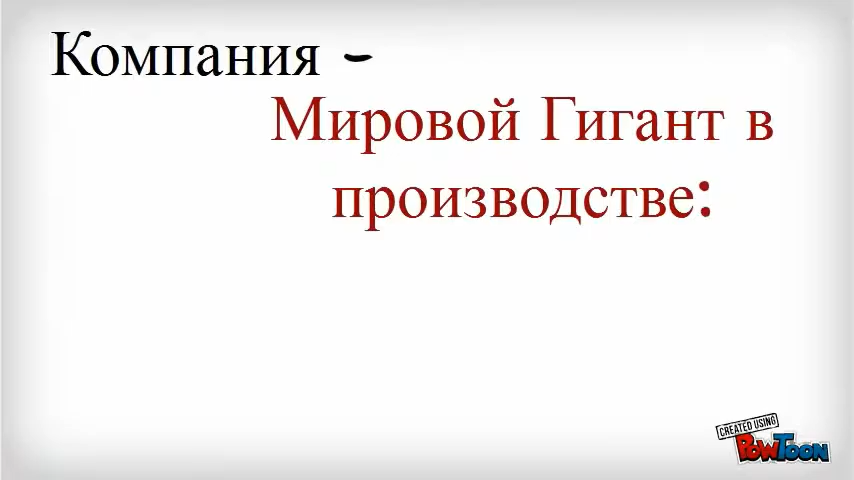 Компания -
Мировой Гигант в
производстве:
CREATED USING
POWTOON